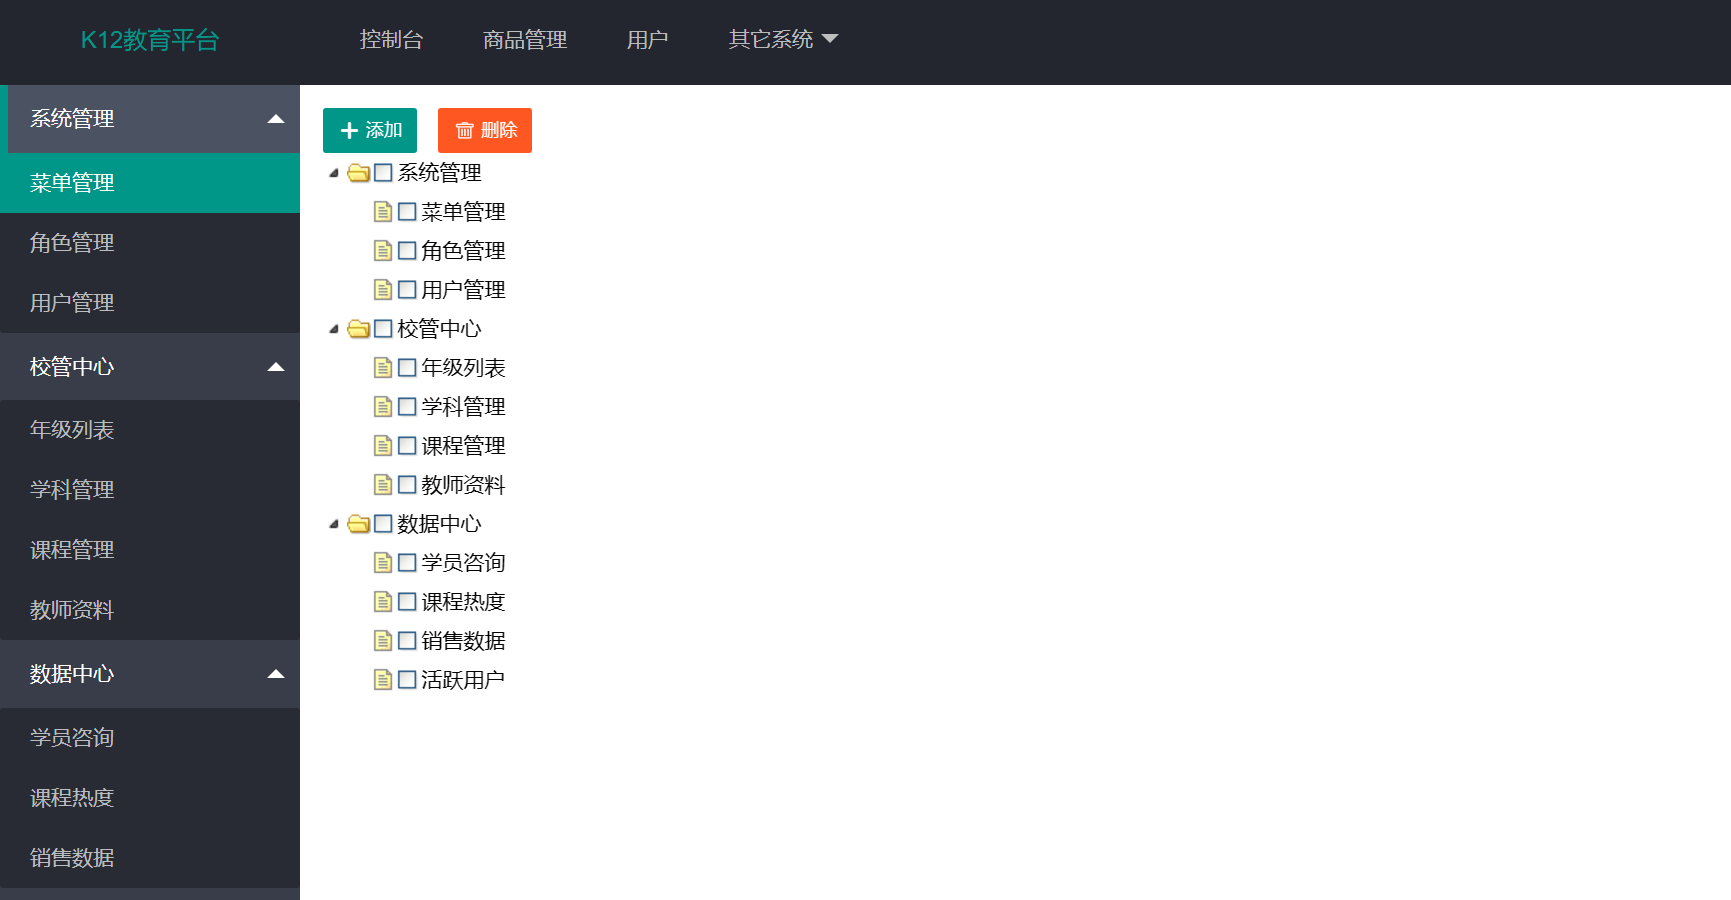 K12教育平台
控制台
商品管理
用户
其它系统
系统管理
菜单管理
角色管理
用户管理
校管中心
年级列表
学科管理
课程管理
教师资料
数据中心
学员咨询
课程热度
销售数据
添加
删除
系统管理
菜单管理
角色管理
用户管理
校管中心
年级列表
学科管理
课程管理
教师资料
数据中心
学员咨询
课程热度
销售数据
活跃用户